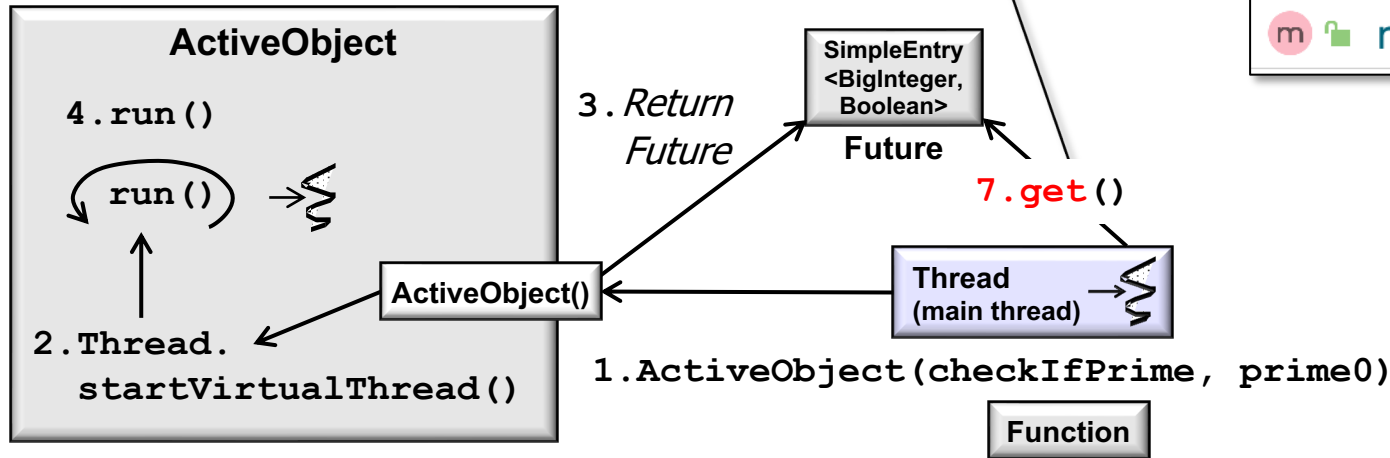 ActiveObject
4.run()
run()
2.Thread.
startVirtualThread()
ActiveObject()
3.Return
Future
SimpleEntry
<BigInteger,
Boolean>
Future
7.get()
Thread
(main thread)
1.ActiveObject(checkIfPrime, prime0)
Function
m